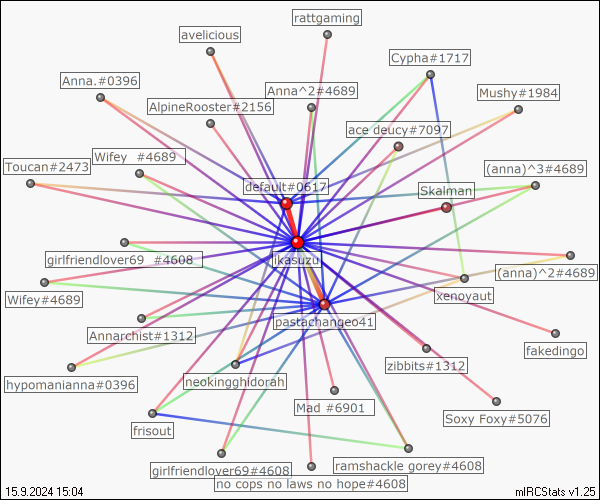 rattgaming
avelicious
Cypha#1717
Anna.#0396
Anna^2#4689
Mushy#1984
AlpineRooster#2156
ace deucy#7097
Wifey  #4689
Toucan#2473
(anna)^3#4689
default#0617
Skalman
likasuzu
girlfriendlover69  #4608
(anna)^2#4689
Wifey#4689
xenoyaut
pastachange041
Annarchist#1312
fakedingo
zibbits#1312
hypomanianna#0396
neokingghidorah
Mad #6901
Soxy Foxy#5076
frisout
girlfriendlover69#4608
ramshackle gorey#4608
no cops no laws no hope#4608
15.9.2024 15:04
mIRCStats v1.25